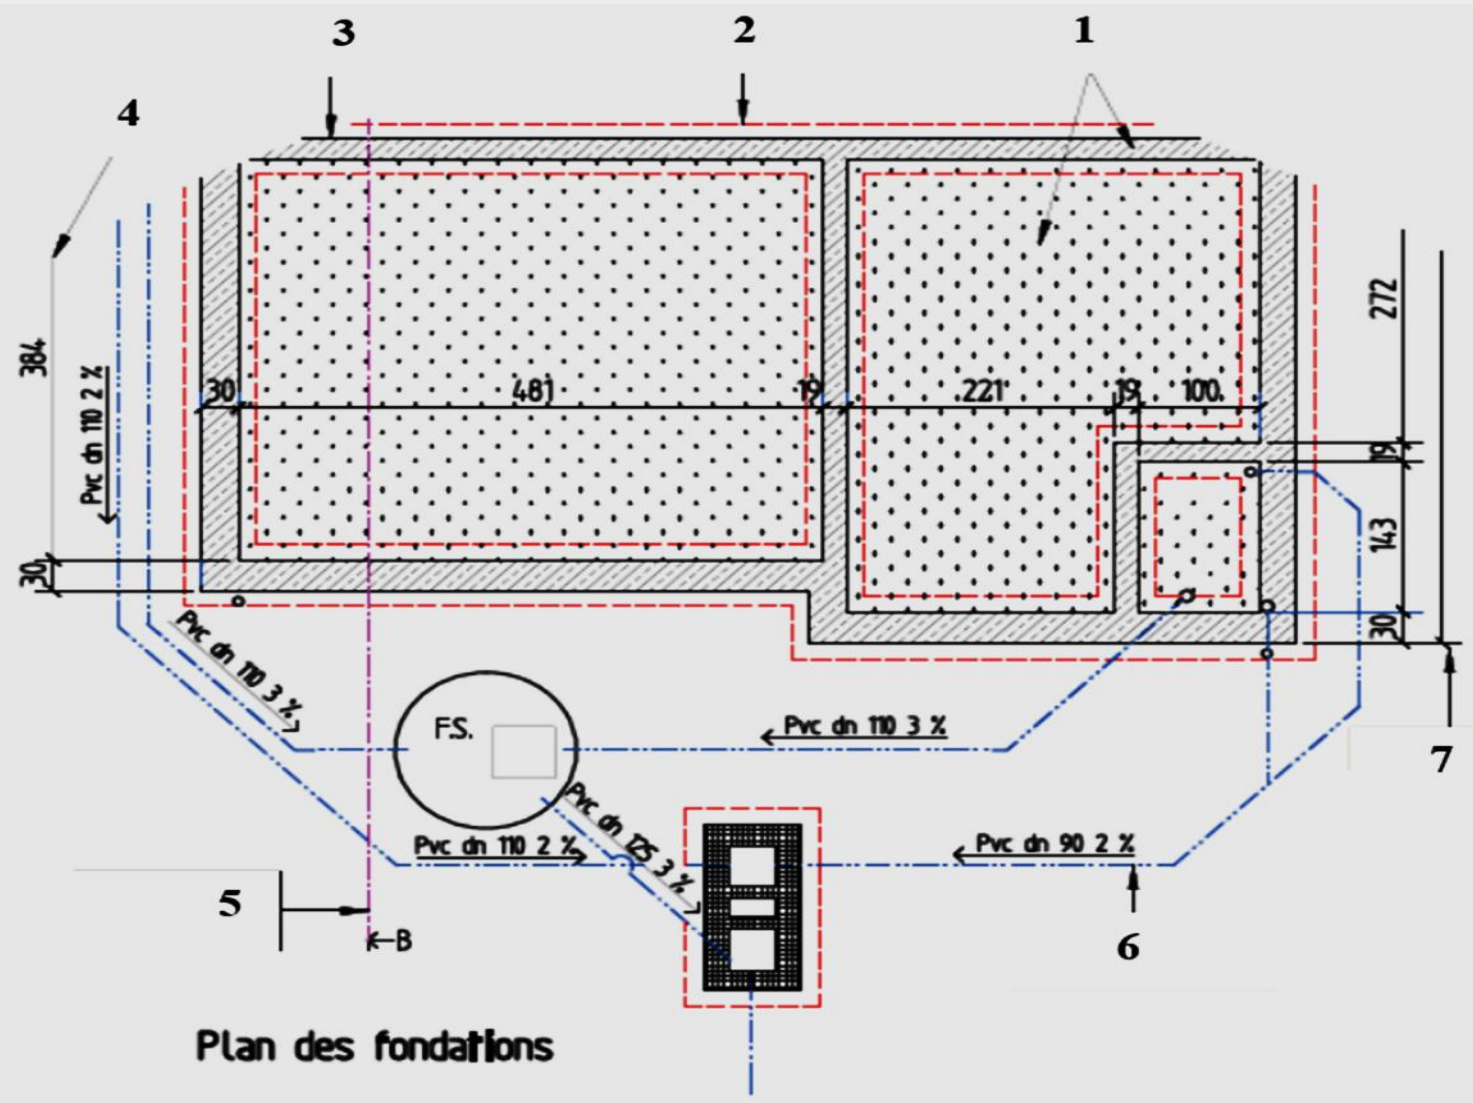 3
2
1
4
272
384
Pvc dn 110 2 %
30
481
19
221
19
100
19
143
30
30
Pvc dn 110 3 %
F.S.
Pvc dn 110 3 %
7
Pvc dn 125 3 %
Pvc dn 110 2 %
Pvc dn 90 2 %
5
B
6
Plan des fondations